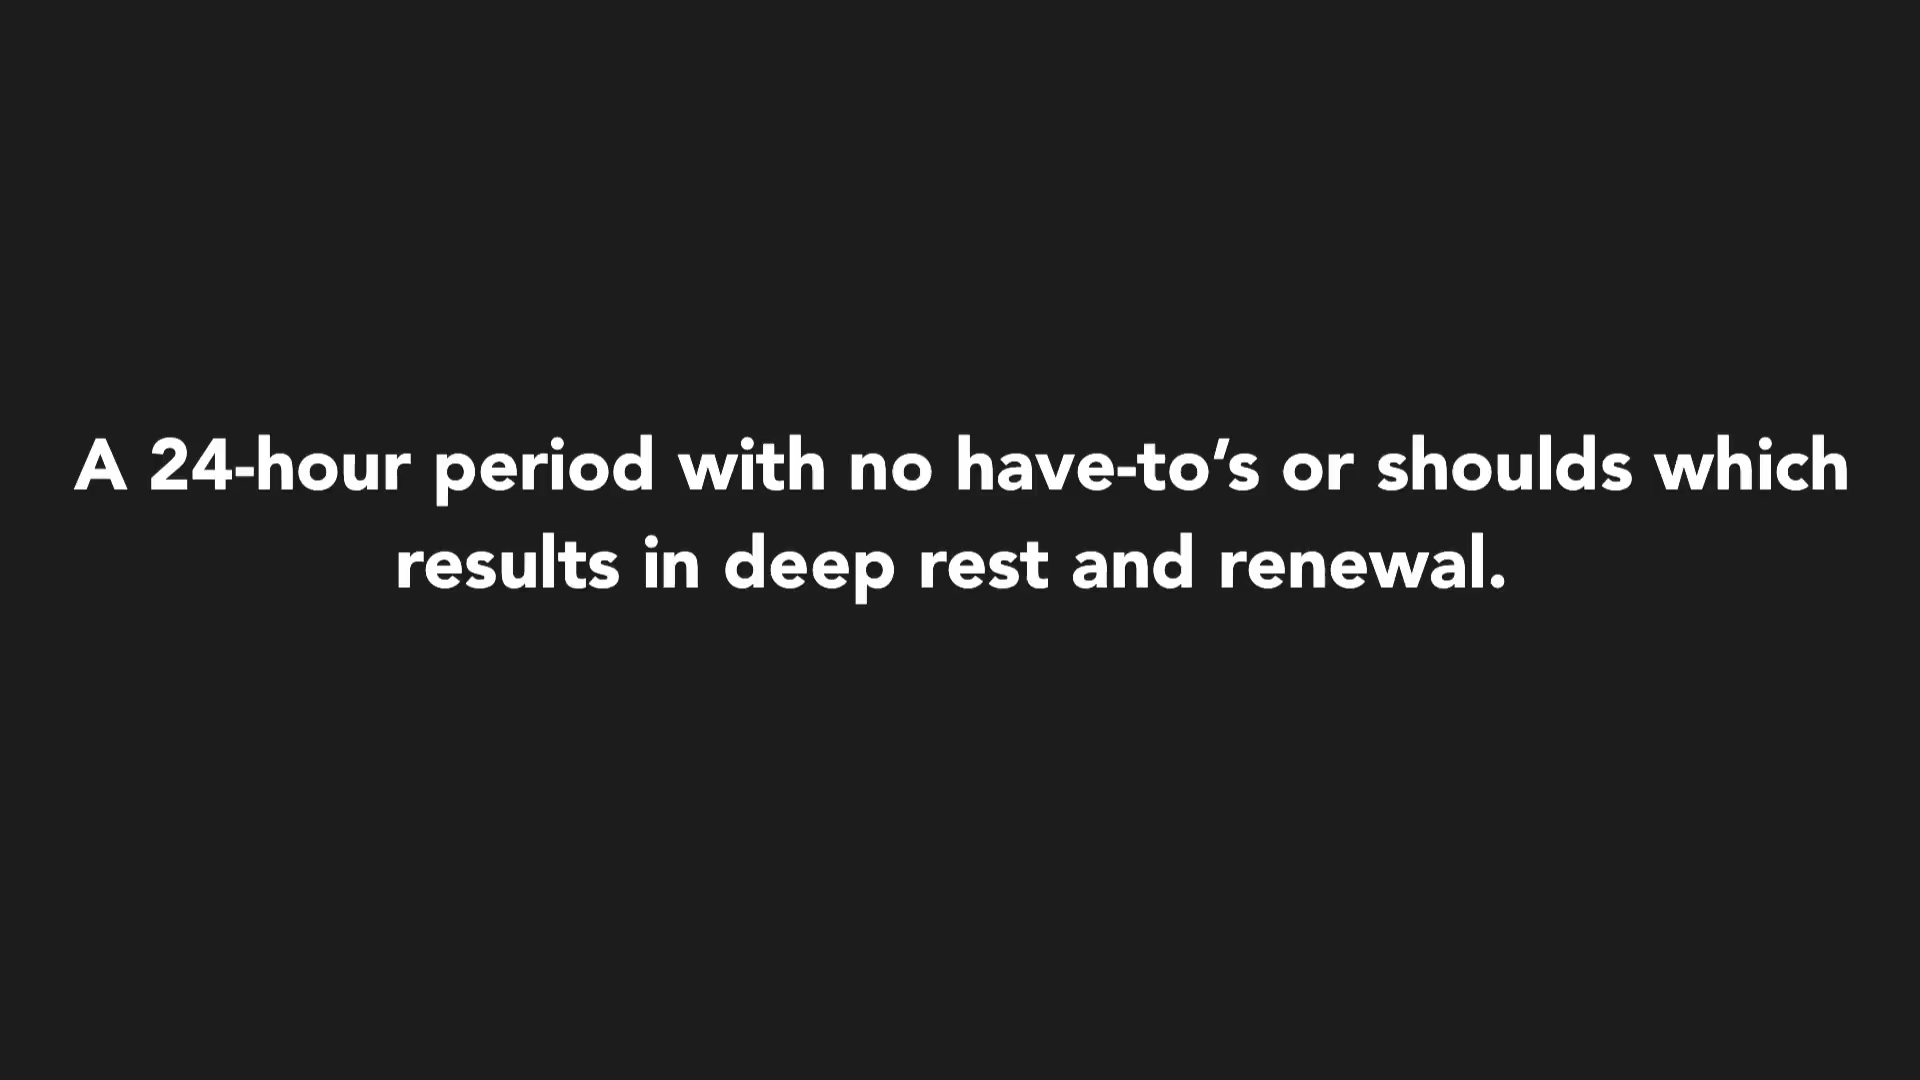 A 24-hour period with no have-to’s or shoulds which
results in deep rest and renewal.